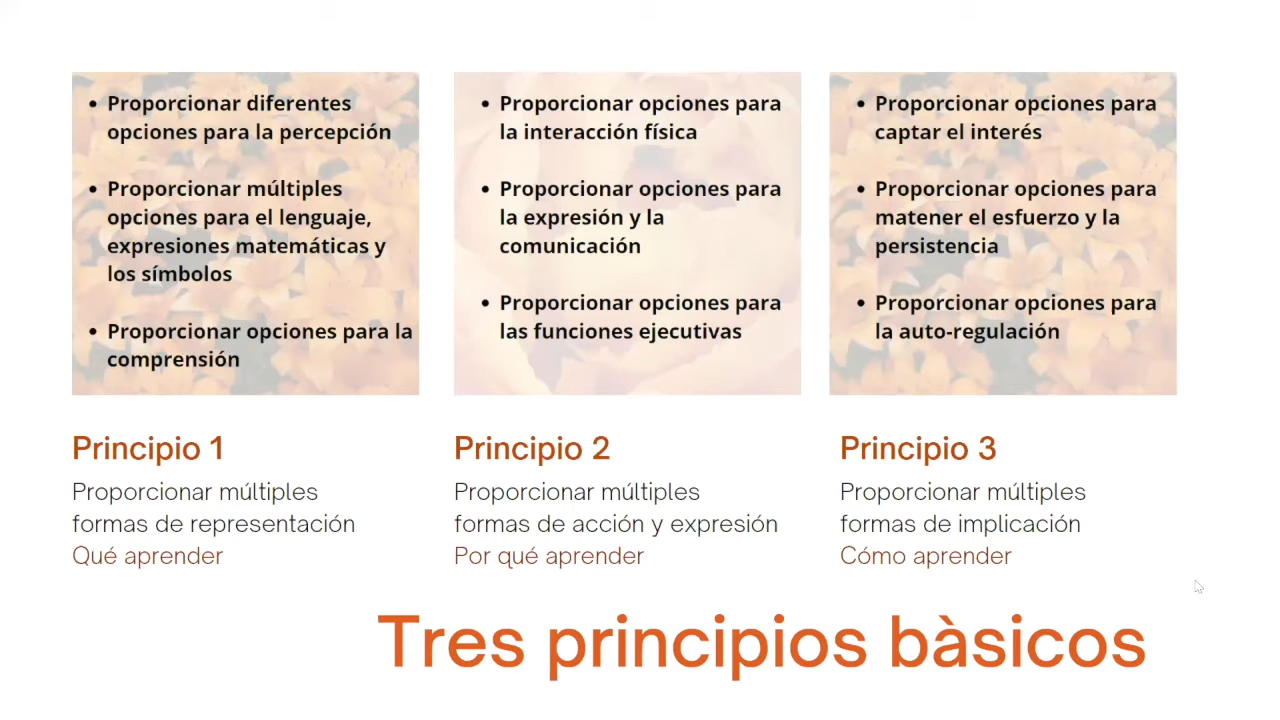 • Proporcionar diferentes
opciones para la percepción
• Proporcionar múltiples
opciones para el lenguaje,
expresiones matemáticas y
los símbolos
• Proporcionar opciones para la
comprensión
• Proporcionar opciones para
la interacción física
• Proporcionar opciones para
la expresión y la
comunicación
• Proporcionar opciones para
las funciones ejecutivas
• Proporcionar opciones para
captar el interés
• Proporcionar opciones para
matener el esfuerzo y la
persistencia
• Proporcionar opciones para
la auto-regulación
Principio 1
Proporcionar múltiples
formas de representación
Qué aprender
Principio 2
Proporcionar múltiples
formas de acción y expresión
Por qué aprender
Principio 3
Proporcionar múltiples
formas de implicación
Cómo aprender
Tres principios bàsicos